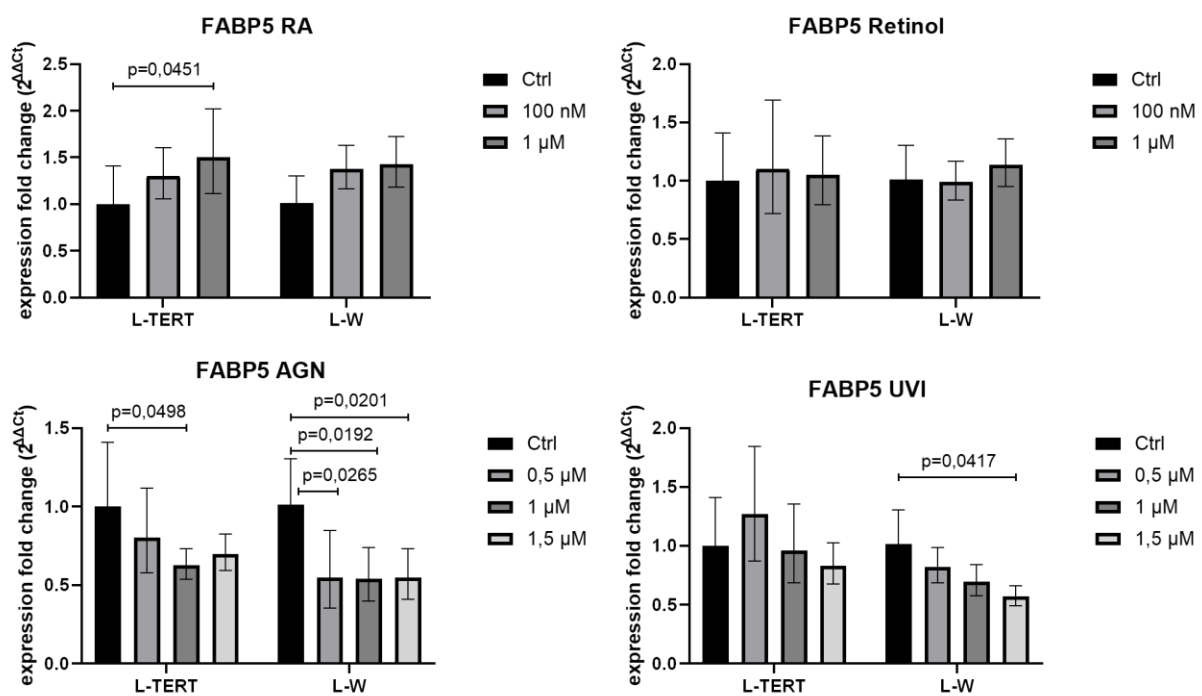 FABP5 RA
expression fold change (2^ΔΔCt)
2.5
2.0
1.5
1.0
0.5
0.0
p=0,0451
L-TERT
L-W
Ctrl
100 nM
1 µM
FABP5 Retinol
expression fold change (2^ΔΔCt)
2.0
1.5
1.0
0.5
0.0
L-TERT
L-W
Ctrl
100 nM
1 µM
FABP5 AGN
expression fold change (2^ΔΔCt)
1.5
1.0
0.5
0.0
p=0,0498
p=0,0201
p=0,0192
p=0,0265
L-TERT
L-W
Ctrl
0,5 µM
1 µM
1,5 µM
FABP5 UVI
expression fold change (2^ΔΔCt)
2.0
1.5
1.0
0.5
0.0
p=0,0417
L-TERT
L-W
Ctrl
0,5 µM
1 µM
1,5 µM